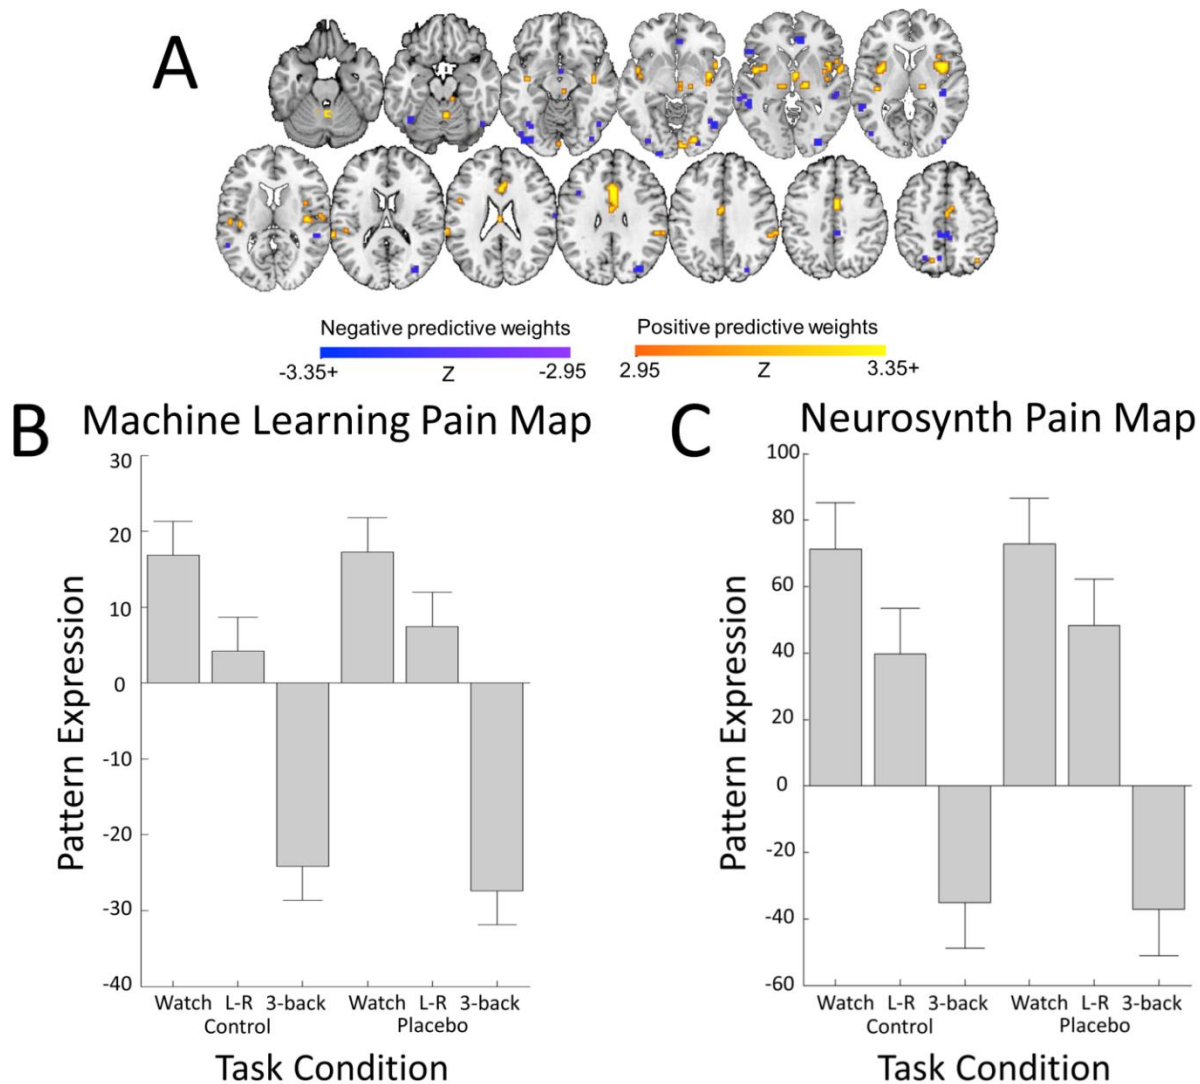 A
Negative predictive weights Positive predictive weights
-3.35+ Z -2.95 2.95 Z 3.35+
B Machine Learning Pain Map
30
20
10
0
-10
-20
-30
-40
Pattern Expression
Watch L-R 3-back Watch L-R 3-back
Control Placebo
Task Condition
C Neurosynth Pain Map
100
80
60
40
20
0
-20
-40
-60
Pattern Expression
Watch L-R 3-back Watch L-R 3-back
Control Placebo
Task Condition